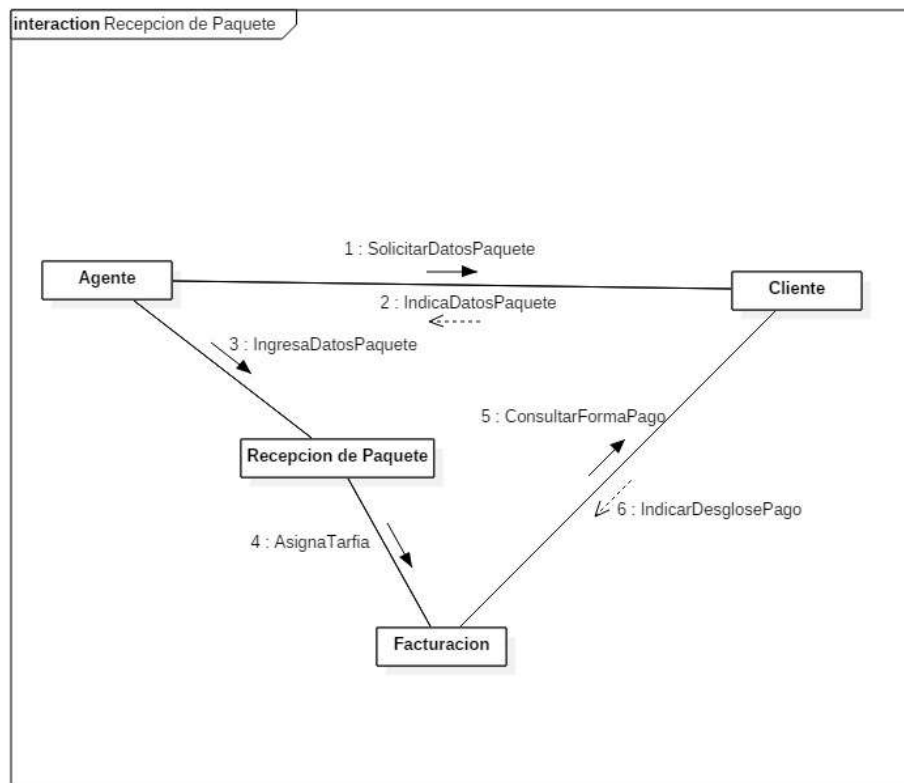 interaction Recepcion de Paquete
1 : SolicitarDatosPaquete
Agente
Cliente
2 : IndicaDatosPaquete
3 : IngresaDatosPaquete
5 : ConsultarFormaPago
Recepcion de Paquete
6 : IndicarDesglosePago
4 : AsignaTarfia
Facturacion